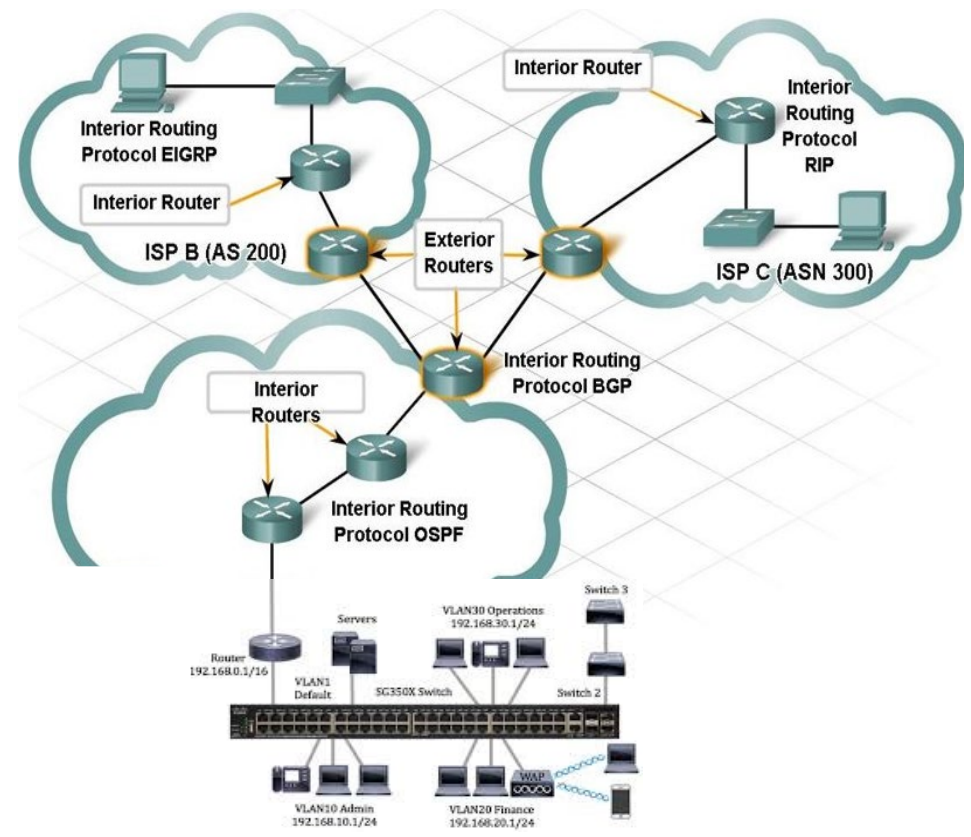 Interior Routing
Protocol EIGRP
Interior Router
ISP B (AS 200)
Interior Router
Interior
Routing
Protocol
RIP
ISP C (ASN 300)
Exterior
Routers
Interior Routing
Protocol BGP
Interior
Routers
Interior Routing
Protocol OSPF
Router
192.168.0.1/16
Servers
VLAN1
Default
SG350X Switch
VLAN30 Operations
192.168.30.1/24
Switch 3
Switch 2
VLAN10 Admin
192.168.10.1/24
VLAN20 Finance
192.168.20.1/24
WAP